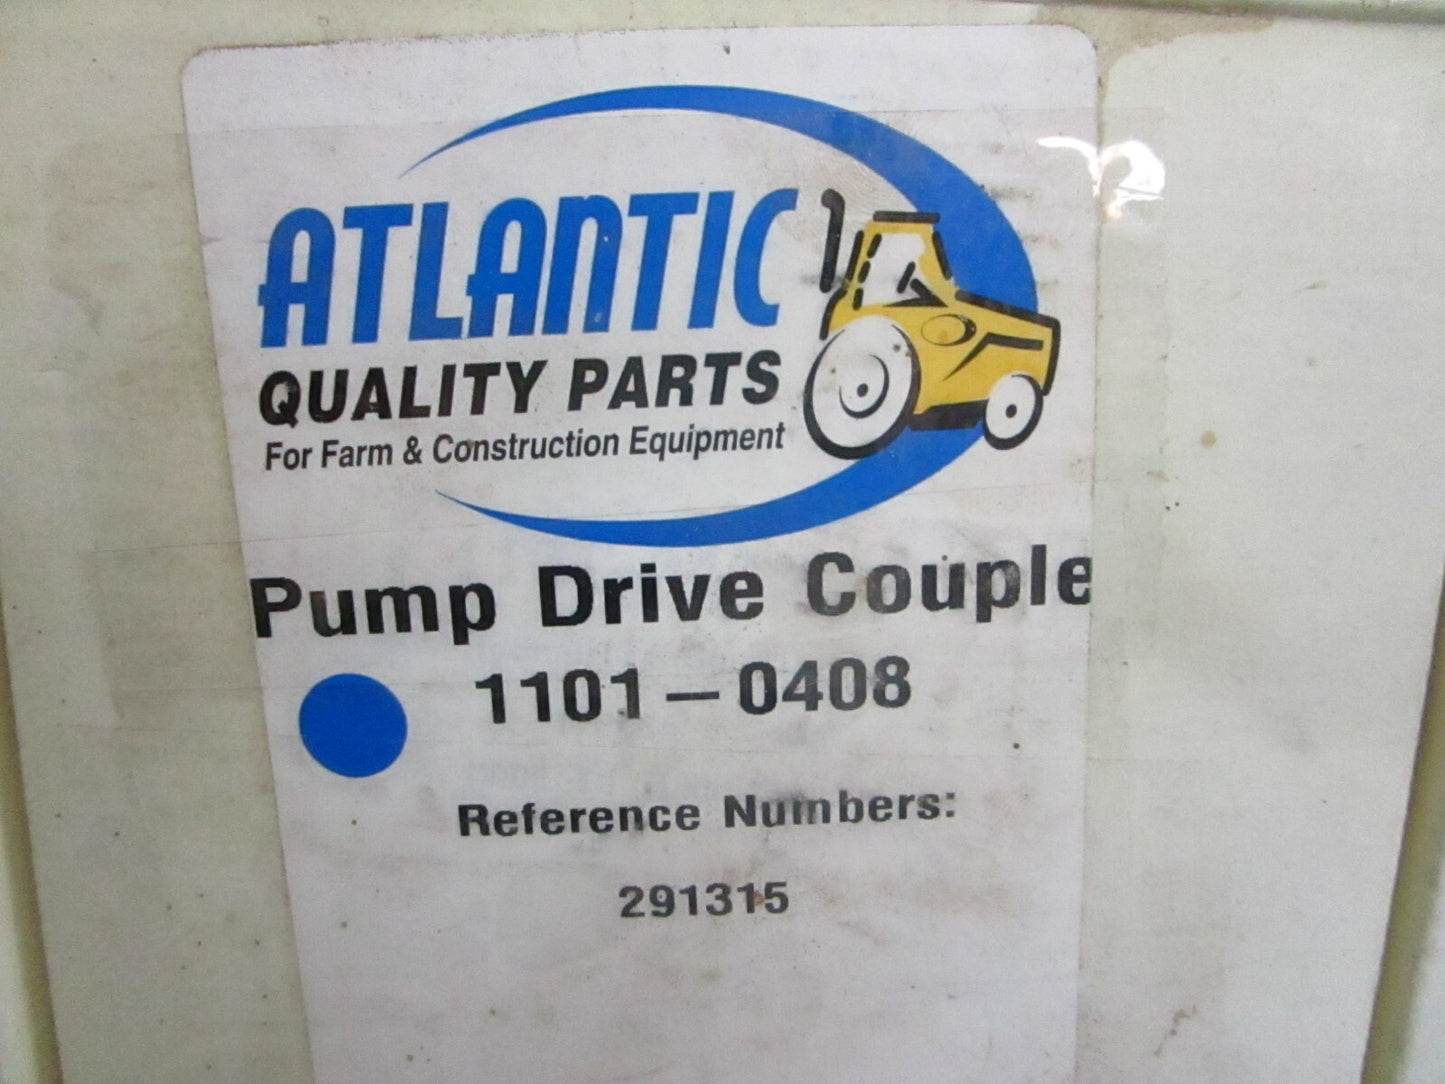 ATLANTIC
QUALITY PARTS
For Farm & Construction Equipment
Pump Drive Couple
1101-0408
Reference Numbers:
291315